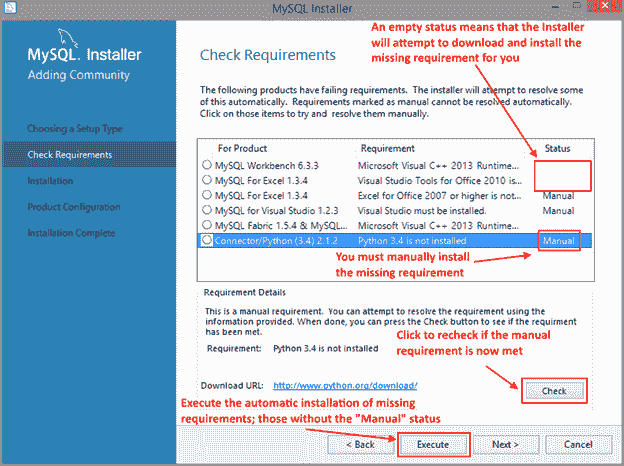 MySQL Installer
An empty status means that the Installer
will attempt to download and install the
missing requirement for you
MySQL. Installer
Adding Community
Choosing a Setup Type
Check Requirements
Installation
Product Configuration
Installation Complete
Check Requirements
The following products have failing requirements. The installer will attempt to resolve some
of this automatically. Requirements marked as manual cannot be resolved automatically.
Click on those items to try and resolve them manually.
For Product Requirement Status
MySQL Workbench 6.3.3 Microsoft Visual C++ 2013 Runtime...
MySQL For Excel 1.3.4 Visual Studio Tools for Office 2010 is...
MySQL For Excel 1.3.4 Excel for Office 2007 or higher is not... Manual
MySQL for Visual Studio 1.2.3 Visual Studio must be installed. Manual
MySQL Fabric 1.5.4 & MySQL... Microsoft Visual C++ 2013 Runtime...
Connector/Python (3.4) 2.1.2 Python 3.4 is not installed Manual
You must manually install
the missing requirement
Requirement Details
This is a manual requirement. You can attempt to resolve the requirement using the
information provided. When done, you can press the Check button to see if the requirment
has been met.
Click to recheck if the manual
requirement is now met
Requirement: Python 3.4 is not installed
Download URL: http://www.python.org/download/
Check
Execute the automatic installation of missing
requirements; those without the "Manual" status
< Back
Execute
Next >
Cancel